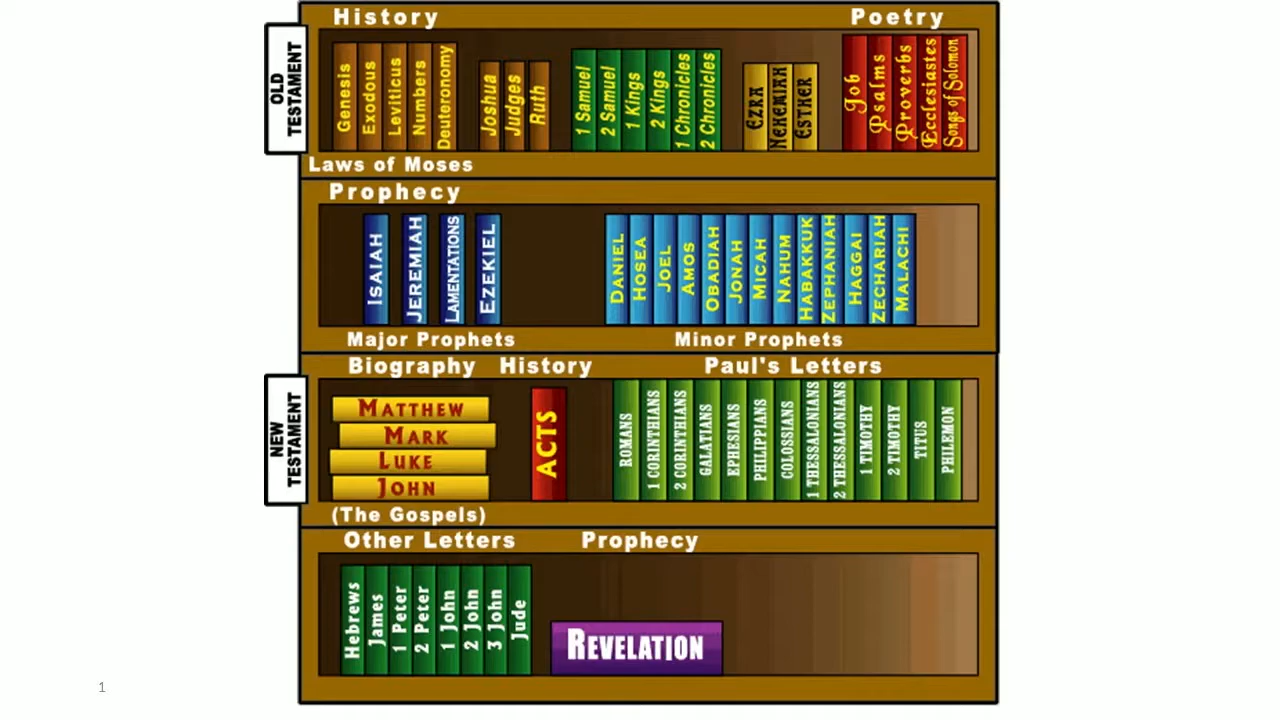 History
Poetry
OLD
TESTAMENT
Genesis
Exodous
Leviticus
Numbers
Deuteronomy
Joshua
Judges
Ruth
1 Samuel
2 Samuel
1 Kings
2 Kings
1 Chronicles
2 Chronicles
EZRA
NEHEMIAH
ESTHER
Job
Psalms
Proverbs
Ecclesiastes
Songs of Solomon
Laws of Moses
Prophecy
ISAIAH
JEREMIAH
LAMENTATIONS
EZEKIEL
DANIEL
HOSEA
JOEL
AMOS
OBADIAH
JONAH
MICAH
NAHUM
HABAKKUK
ZEPHANIAH
HAGGAI
ZECHARIAH
MALACHI
Major Prophets
Minor Prophets
Biography
History
Paul's Letters
NEW
TESTAMENT
MATTHEW
MARK
LUKE
JOHN
ACTS
ROMANS
1 CORINTHIANS
2 CORINTHIANS
GALATIANS
EPHESIANS
PHILIPPIANS
COLOSSIANS
1 THESSALONIANS
2 THESSALONIANS
1 TIMOTHY
2 TIMOTHY
TITUS
PHILEMON
(The Gospels)
Other Letters
Prophecy
Hebrews
James
1 Peter
2 Peter
1 John
2 John
3 John
Jude
REVELATION
1